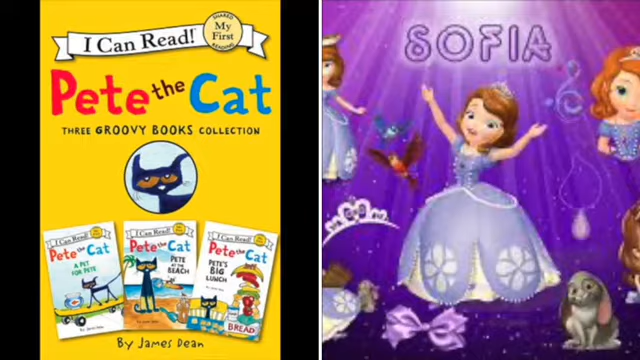 I Can Read!
SHARED
My
First
READING
Pete the Cat
THREE GROOVY BOOKS COLLECTION
I Can Read!
Pete the Cat
A PET
FOR PETE
I Can Read!
Pete the Cat
PETE
AT THE
BEACH
I Can Read!
Pete the Cat
PETE'S
BIG
LUNCH
BREAD
By James Dean
SOFIA